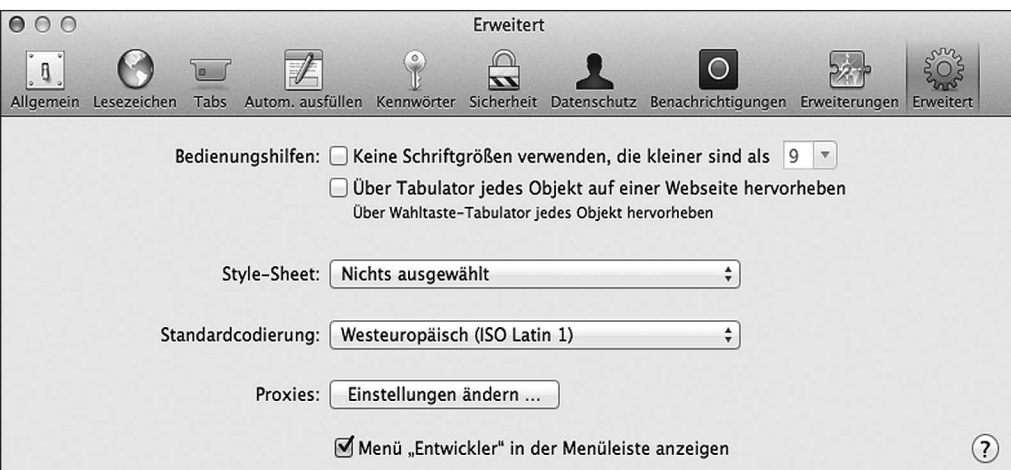 Erweitert
Allgemein Lesezeichen Tabs Autom. ausfüllen Kennwörter Sicherheit Datenschutz Benachrichtigungen Erweiterungen Erweitert
Bedienungshilfen: Keine Schriftgrößen verwenden, die kleiner sind als 9
Über Tabulator jedes Objekt auf einer Webseite hervorheben
Über Wahltaste-Tabulator jedes Objekt hervorheben
Style-Sheet: Nichts ausgewählt
Standardcodierung: Westeuropäisch (ISO Latin 1)
Proxies: Einstellungen ändern ...
Menü „Entwickler“ in der Menüleiste anzeigen ?